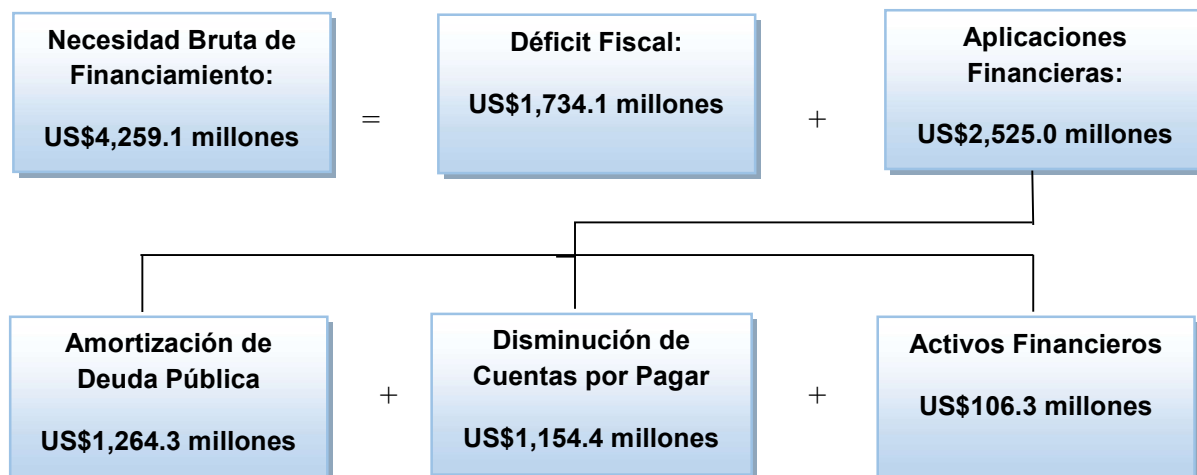 Necesidad Bruta de
Financiamiento:
US$4,259.1 millones
=
Déficit Fiscal:
US$1,734.1 millones
+
Aplicaciones
Financieras:
US$2,525.0 millones
Amortización de
Deuda Pública
US$1,264.3 millones
+
Disminución de
Cuentas por Pagar
US$1,154.4 millones
+
Activos Financieros
US$106.3 millones